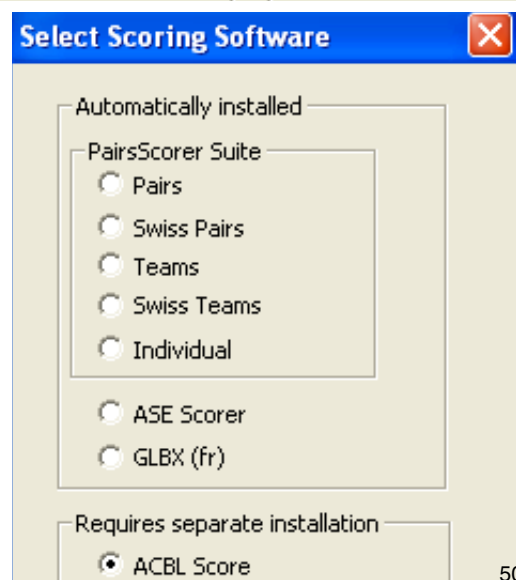 Select Scoring Software
Automatically installed
PairsScorer Suite
Pairs
Swiss Pairs
Teams
Swiss Teams
Individual
ASE Scorer
GLBX (fr)
Requires separate installation
ACBL Score
50